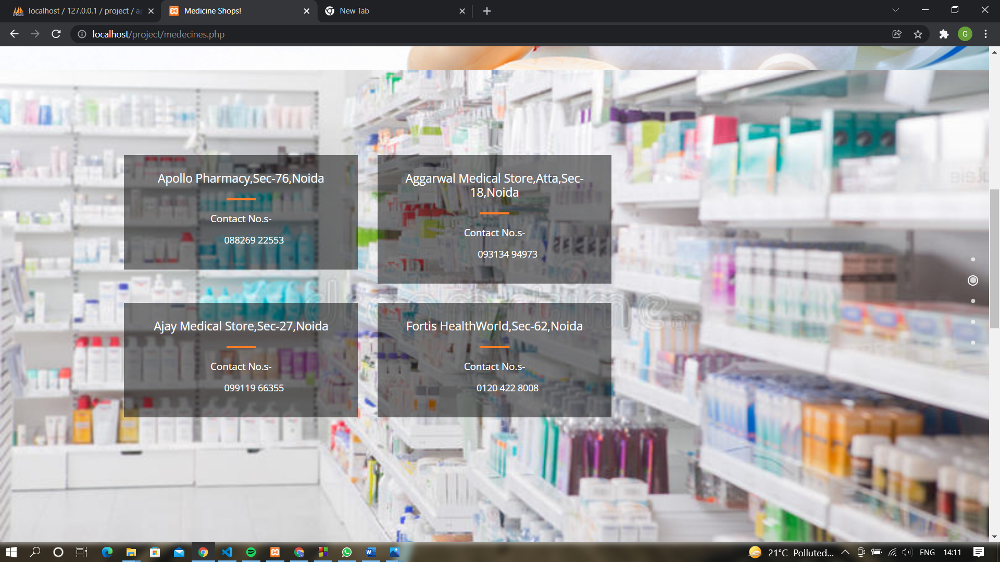 localhost / 127.0.0.1 / project / ap
Medicine Shops!
New Tab
localhost/project/medecines.php
G
Apollo Pharmacy,Sec-76,Noida
Contact No.s-
088269 22553
Aggarwal Medical Store,Atta,Sec-
18,Noida
Contact No.s-
093134 94973
Ajay Medical Store,Sec-27,Noida
Contact No.s-
099119 66355
Fortis HealthWorld,Sec-62,Noida
Contact No.s-
0120 422 8008
dreamstime
21°C Polluted...
ENG
14:11